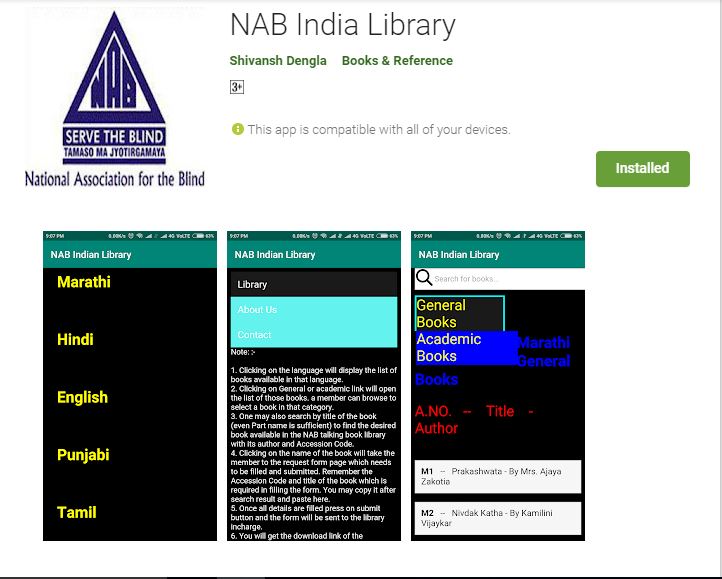 NAB India Library
Shivansh Dengla Books & Reference
3+
This app is compatible with all of your devices.
Installed
NAB
SERVE THE BLIND
TAMASO MA JYOTIRGAMAYA
National Association for the Blind
9:07 PM 0.00K/s 4G VoLTE 63%
NAB Indian Library
Marathi
Hindi
English
Punjabi
Tamil
9:07 PM 0.00K/s 4G VoLTE 63%
NAB Indian Library
Library
About Us
Contact
Note: :-
1. Clicking on the language will display the list of
books available in that language.
2. Clicking on General or academic link will open
the list of those books. a member can browse to
select a book in that category.
3. One may also search by title of the book
(even Part name is sufficient) to find the desired
book available in the NAB talking book library
with its author and Accession Code.
4. Clicking on the name of the book will take the
member to the request form page which needs
to be filled and submitted. Remember the
Accession Code and title of the book which is
required in filling the form. You may copy it after
search result and paste here.
5. Once all details are filled press on submit
button and the form will be sent to the library
incharge.
6. You will get the download link of the
9:07 PM 0.00K/s 4G VoLTE 63%
NAB Indian Library
Search for books...
General
Books
Academic
Books
Marathi
General
Books
A.NO. -- Title -
Author
M1 -- Prakashwata - By Mrs. Ajaya
Zakotia
M2 -- Nivdak Katha - By Kamilini
Vijaykar